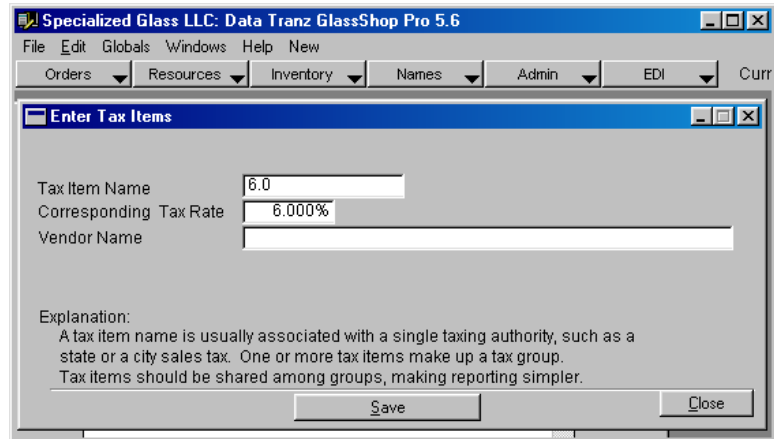 Specialized Glass LLC: Data Tranz GlassShop Pro 5.6
File Edit Globals Windows Help New
Orders Resources Inventory Names Admin EDI Curr
Enter Tax Items
Tax Item Name 6.0
Corresponding Tax Rate 6.000%
Vendor Name
Explanation:
A tax item name is usually associated with a single taxing authority, such as a
state or a city sales tax. One or more tax items make up a tax group.
Tax items should be shared among groups, making reporting simpler.
Save Close